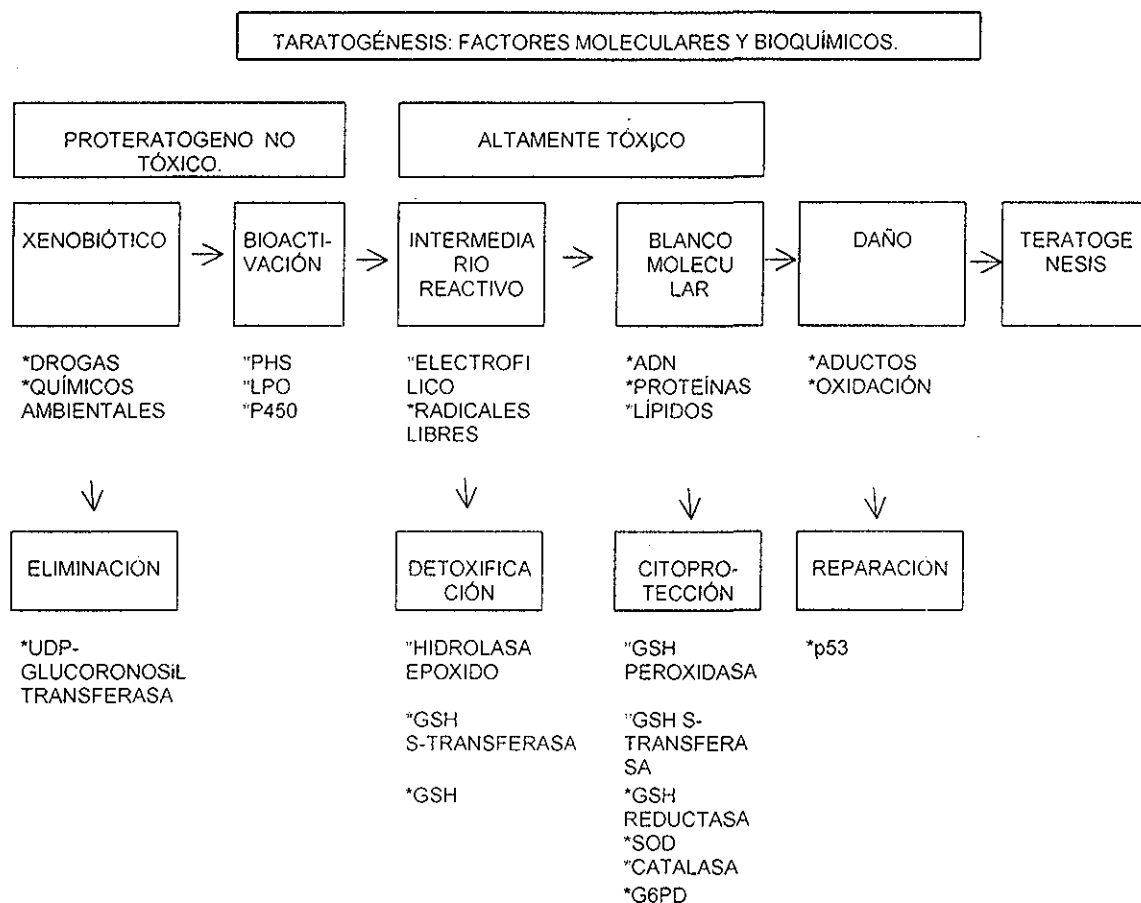 TARATOGÉNESIS: FACTORES MOLECULARES Y BIOQUÍMICOS.
PROTERATOGENO NO
TÓXICO.
ALTAMENTE TÓXICO
XENOBIÓTICO
BIOACTI-
VACIÓN
INTERMEDIA
RIO
REACTIVO
BLANCO
MOLECU
LAR
DAÑO
TERATOGE
NESIS
*DROGAS
*QUÍMICOS
AMBIENTALES
*PHS
*LPO
*P450
*ELECTROFI
LICO
*RADICALES
LIBRES
*ADN
*PROTEÍNAS
*LÍPIDOS
*ADUCTOS
*OXIDACIÓN
ELIMINACIÓN
DETOXIFICA
CIÓN
CITOPRO-
TECCIÓN
REPARACIÓN
*UDP-
GLUCORONOSIL
TRANSFERASA
*HIDROLASA
EPOXIDO
*GSH
S-TRANSFERASA
*GSH
*GSH
PEROXIDASA
*GSH S-
TRANSFERA
SA
*GSH
REDUCTASA
*SOD
*CATALASA
*G6PD
*p53